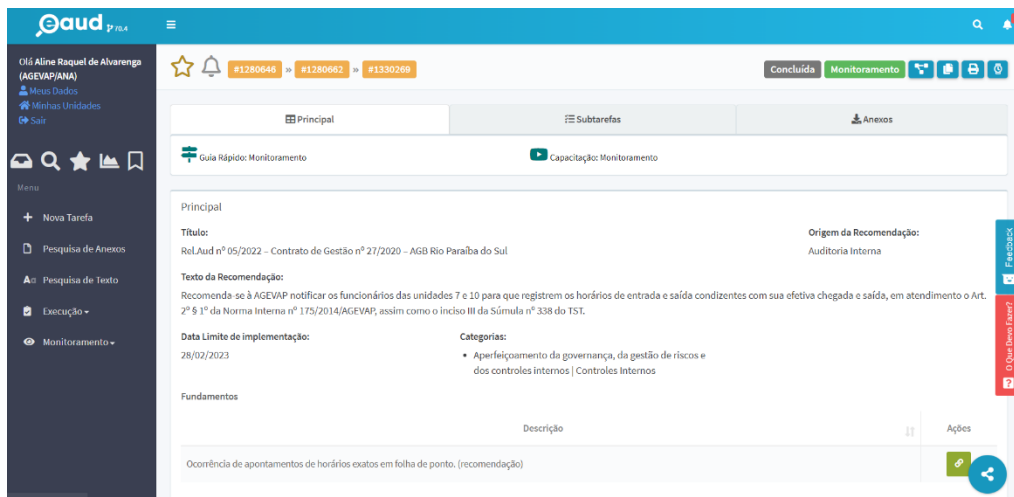 eaud 7.6.4
Olá Aline Raquel de Alvarenga
(AGEVAP/ANA)
Meus Dados
Minhas Unidades
Sair
Menu
Nova Tarefa
Pesquisa de Anexos
Pesquisa de Texto
Execução
Monitoramento
#1280646 » #1280662 » #1330269
Concluída Monitoramento
Principal Subtarefas Anexos
Guia Rápido: Monitoramento Capacitação: Monitoramento
Principal
Título: Origem da Recomendação:
Rel.Aud nº 05/2022 – Contrato de Gestão nº 27/2020 – AGB Rio Paraíba do Sul Auditoria Interna
Texto da Recomendação:
Recomenda-se à AGEVAP notificar os funcionários das unidades 7 e 10 para que registrem os horários de entrada e saída condizentes com sua efetiva chegada e saída, em atendimento o Art.
2º § 1º da Norma Interna nº 175/2014/AGEVAP, assim como o inciso III da Súmula nº 338 do TST.
Data Limite de implementação: Categorias:
28/02/2023 • Aperfeiçoamento da governança, da gestão de riscos e
dos controles internos | Controles Internos
Fundamentos
Descrição Ações
Ocorrência de apontamentos de horários exatos em folha de ponto. (recomendação)
Feedback
O Que Devo Fazer?